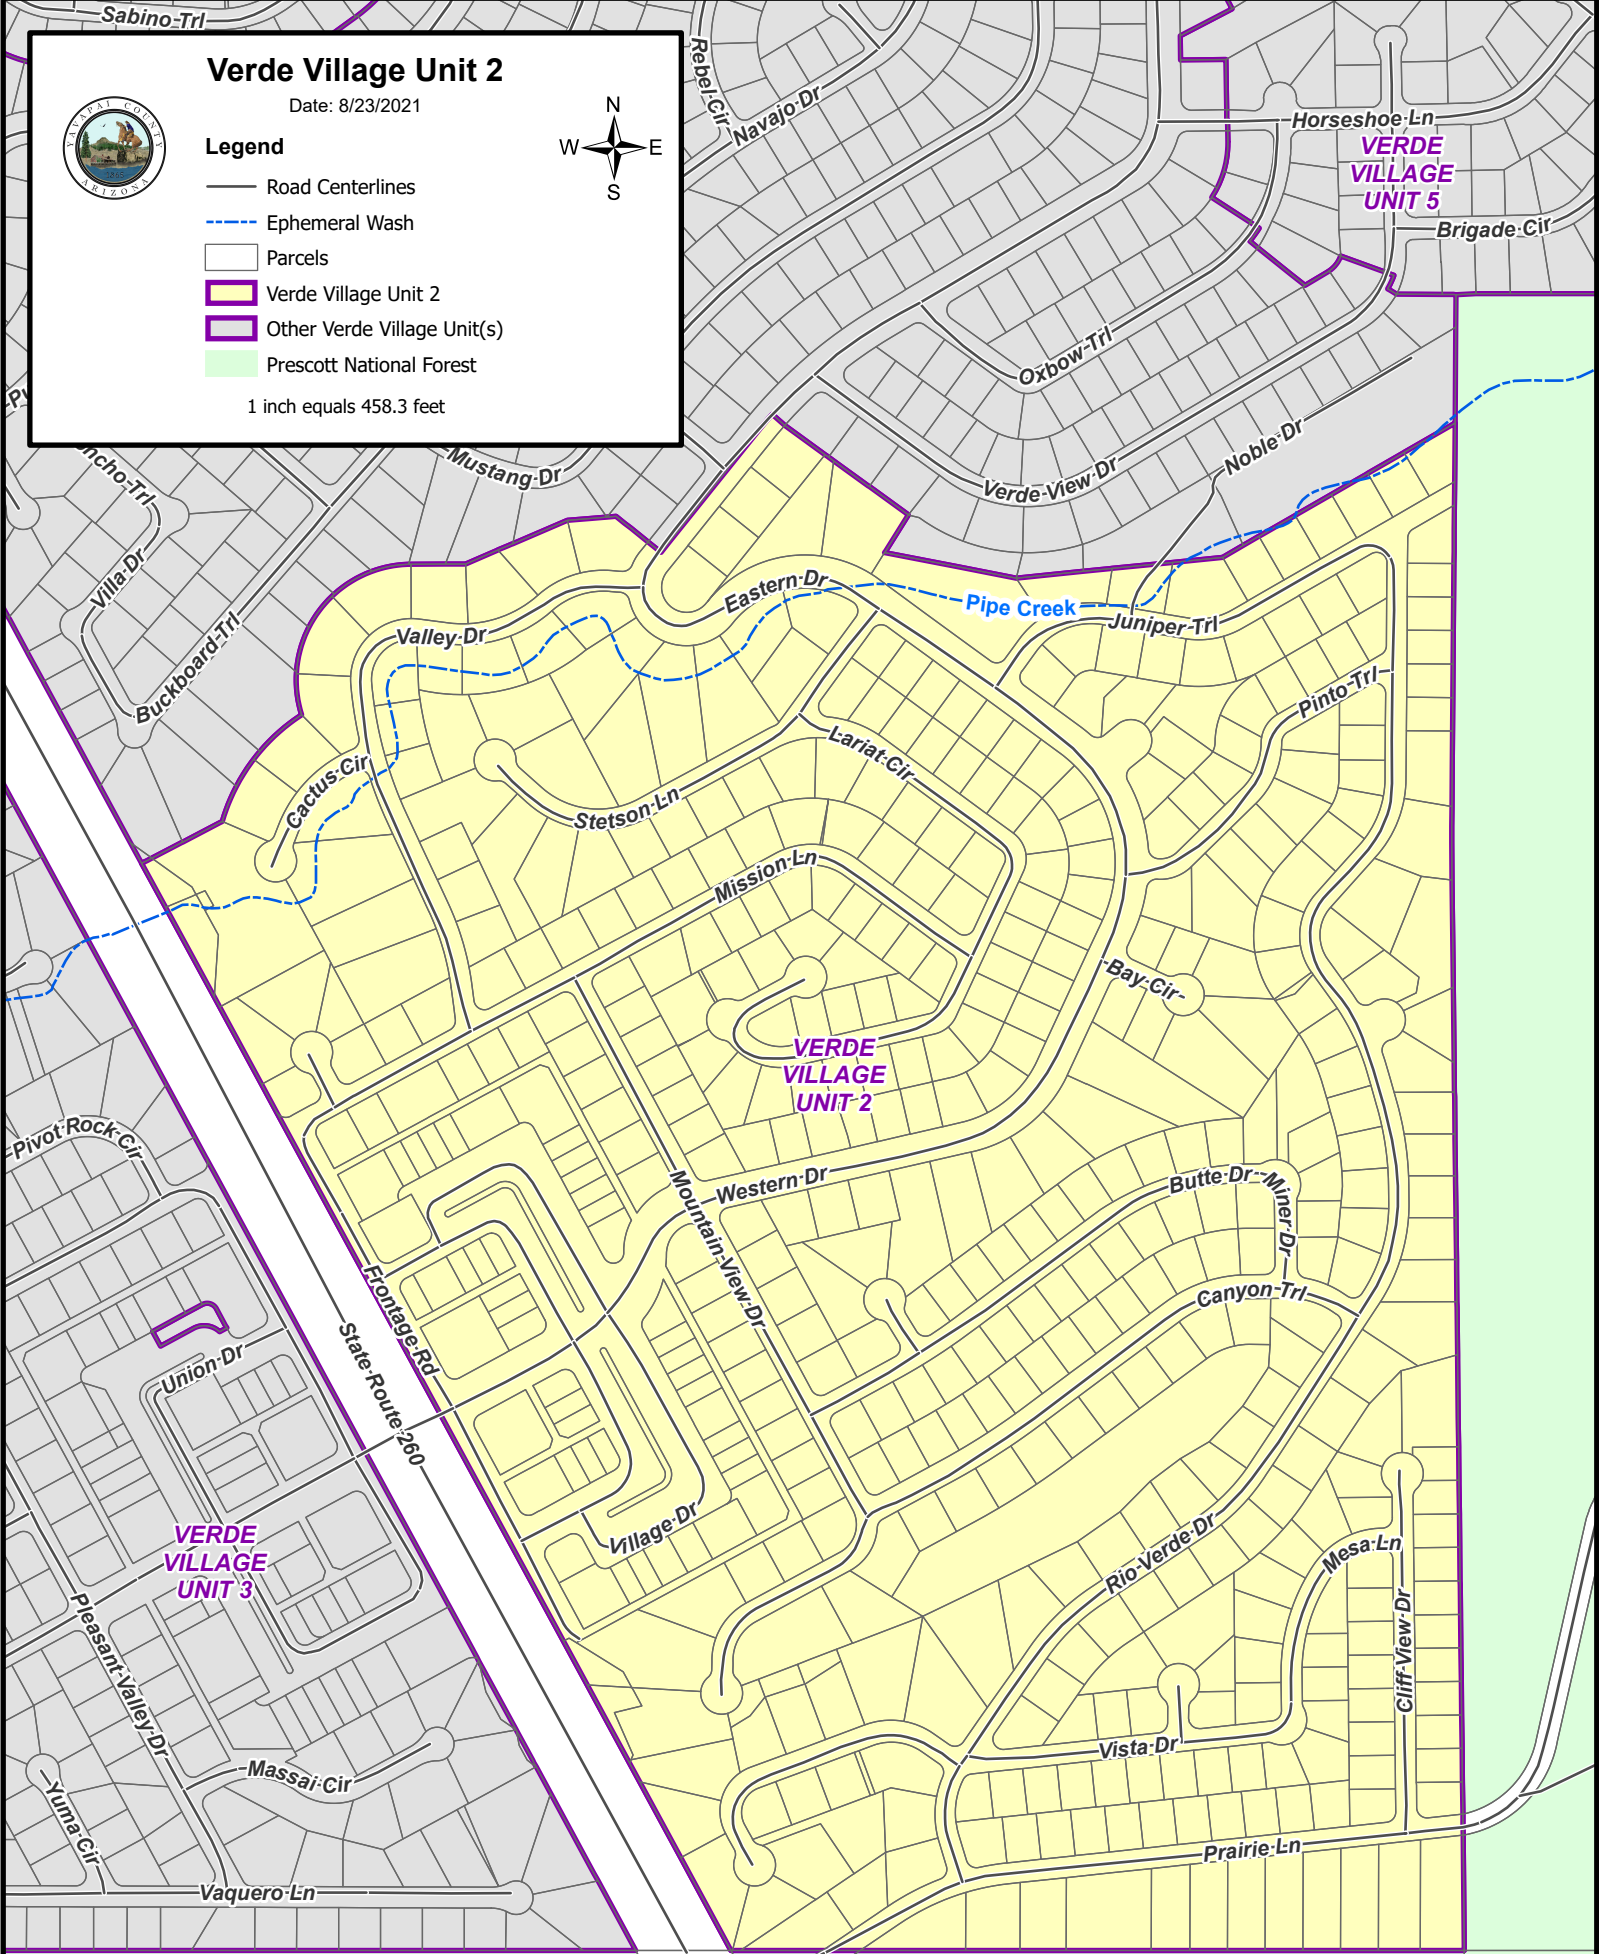 Sabino Trl
Verde Village Unit 2
Date: 8/23/2021
YAVAPAI COUNTY
ARIZONA
1865
Legend
Road Centerlines
Ephemeral Wash
Parcels
Verde Village Unit 2
Other Verde Village Unit(s)
Prescott National Forest
1 inch equals 458.3 feet
N
W
E
S
Rebel Cir
Navajo Dr
Horseshoe Ln
VERDE
VILLAGE
UNIT 5
Brigade Cir
Oxbow Trl
Noble Dr
Verde View Dr
Mustang Dr
ncho Trl
Villa Dr
Buckboard Trl
Valley Dr
Eastern Dr
Pipe Creek
Juniper Trl
Pinto Trl
Cactus Cir
Lariat Cir
Stetson Ln
Mission Ln
Bay Cir
VERDE
VILLAGE
UNIT 2
Pivot Rock Cir
Western Dr
Mountain View Dr
Butte Dr
Miner Dr
Canyon Trl
Frontage Rd
State Route 260
Union Dr
Village Dr
Rio Verde Dr
Mesa Ln
Cliff View Dr
VERDE
VILLAGE
UNIT 3
Pleasant Valley Dr
Massai Cir
Yuma Cir
Vista Dr
Prairie Ln
Vaquero Ln